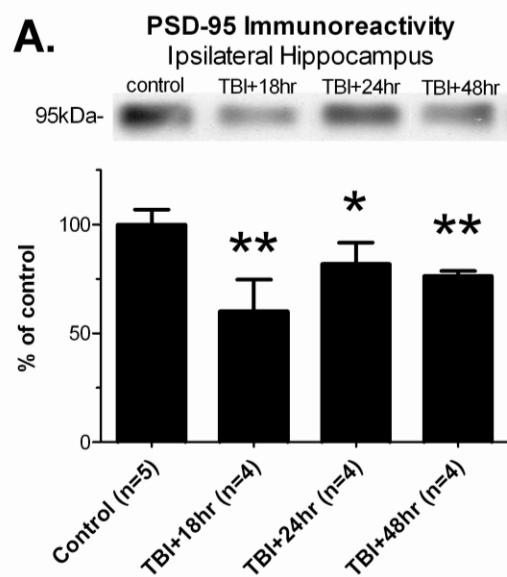 A.
PSD-95 Immunoreactivity
Ipsilateral Hippocampus
control TBI+18hr TBI+24hr TBI+48hr
95kDa-
% of control
100
50
0
** * **
Control (n=5)
TBI+18hr (n=4)
TBI+24hr (n=4)
TBI+48hr (n=4)